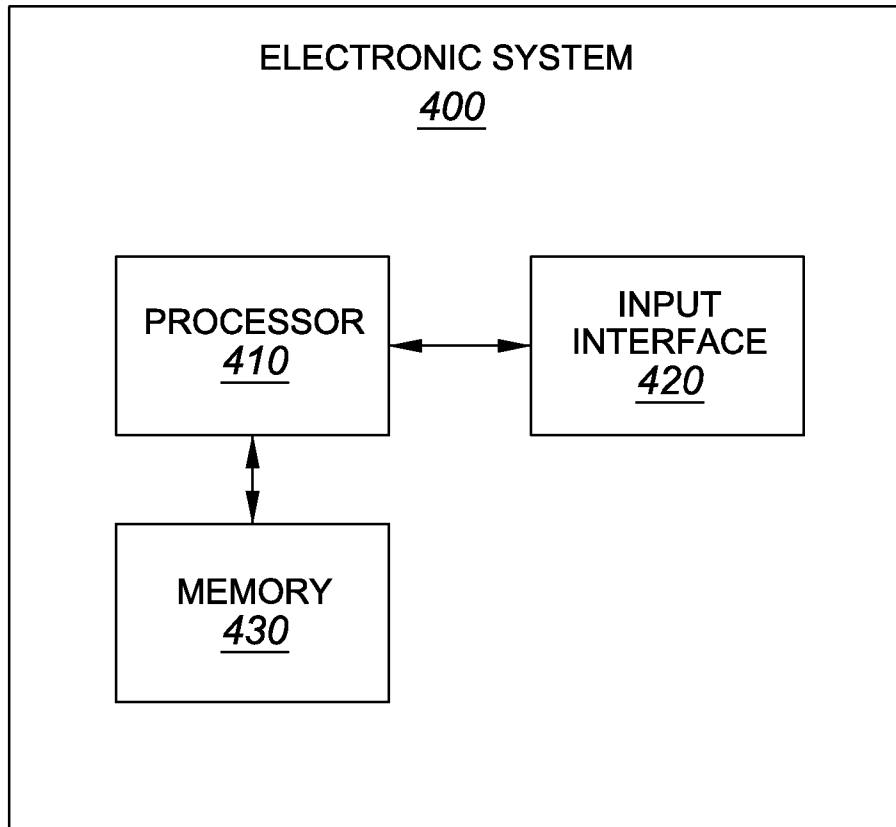 ELECTRONIC SYSTEM
400
PROCESSOR
410
INPUT
INTERFACE
420
MEMORY
430